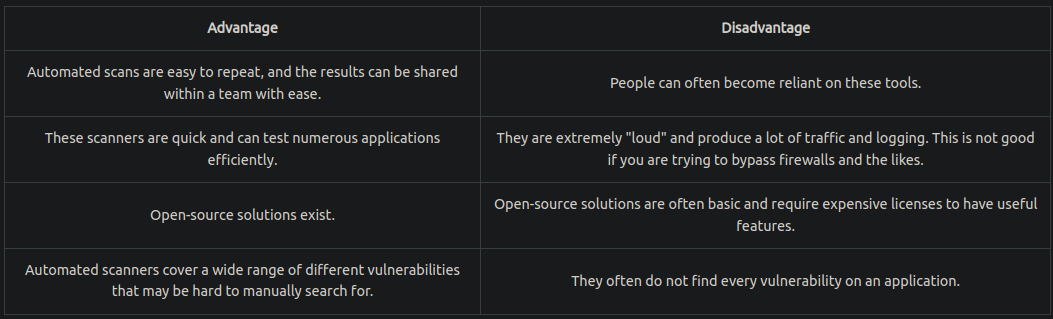 Advantage
Disadvantage
Automated scans are easy to repeat, and the results can be shared
within a team with ease.
People can often become reliant on these tools.
These scanners are quick and can test numerous applications
efficiently.
They are extremely "loud" and produce a lot of traffic and logging. This is not good
if you are trying to bypass firewalls and the likes.
Open-source solutions exist.
Open-source solutions are often basic and require expensive licenses to have useful
features.
Automated scanners cover a wide range of different vulnerabilities
that may be hard to manually search for.
They often do not find every vulnerability on an application.